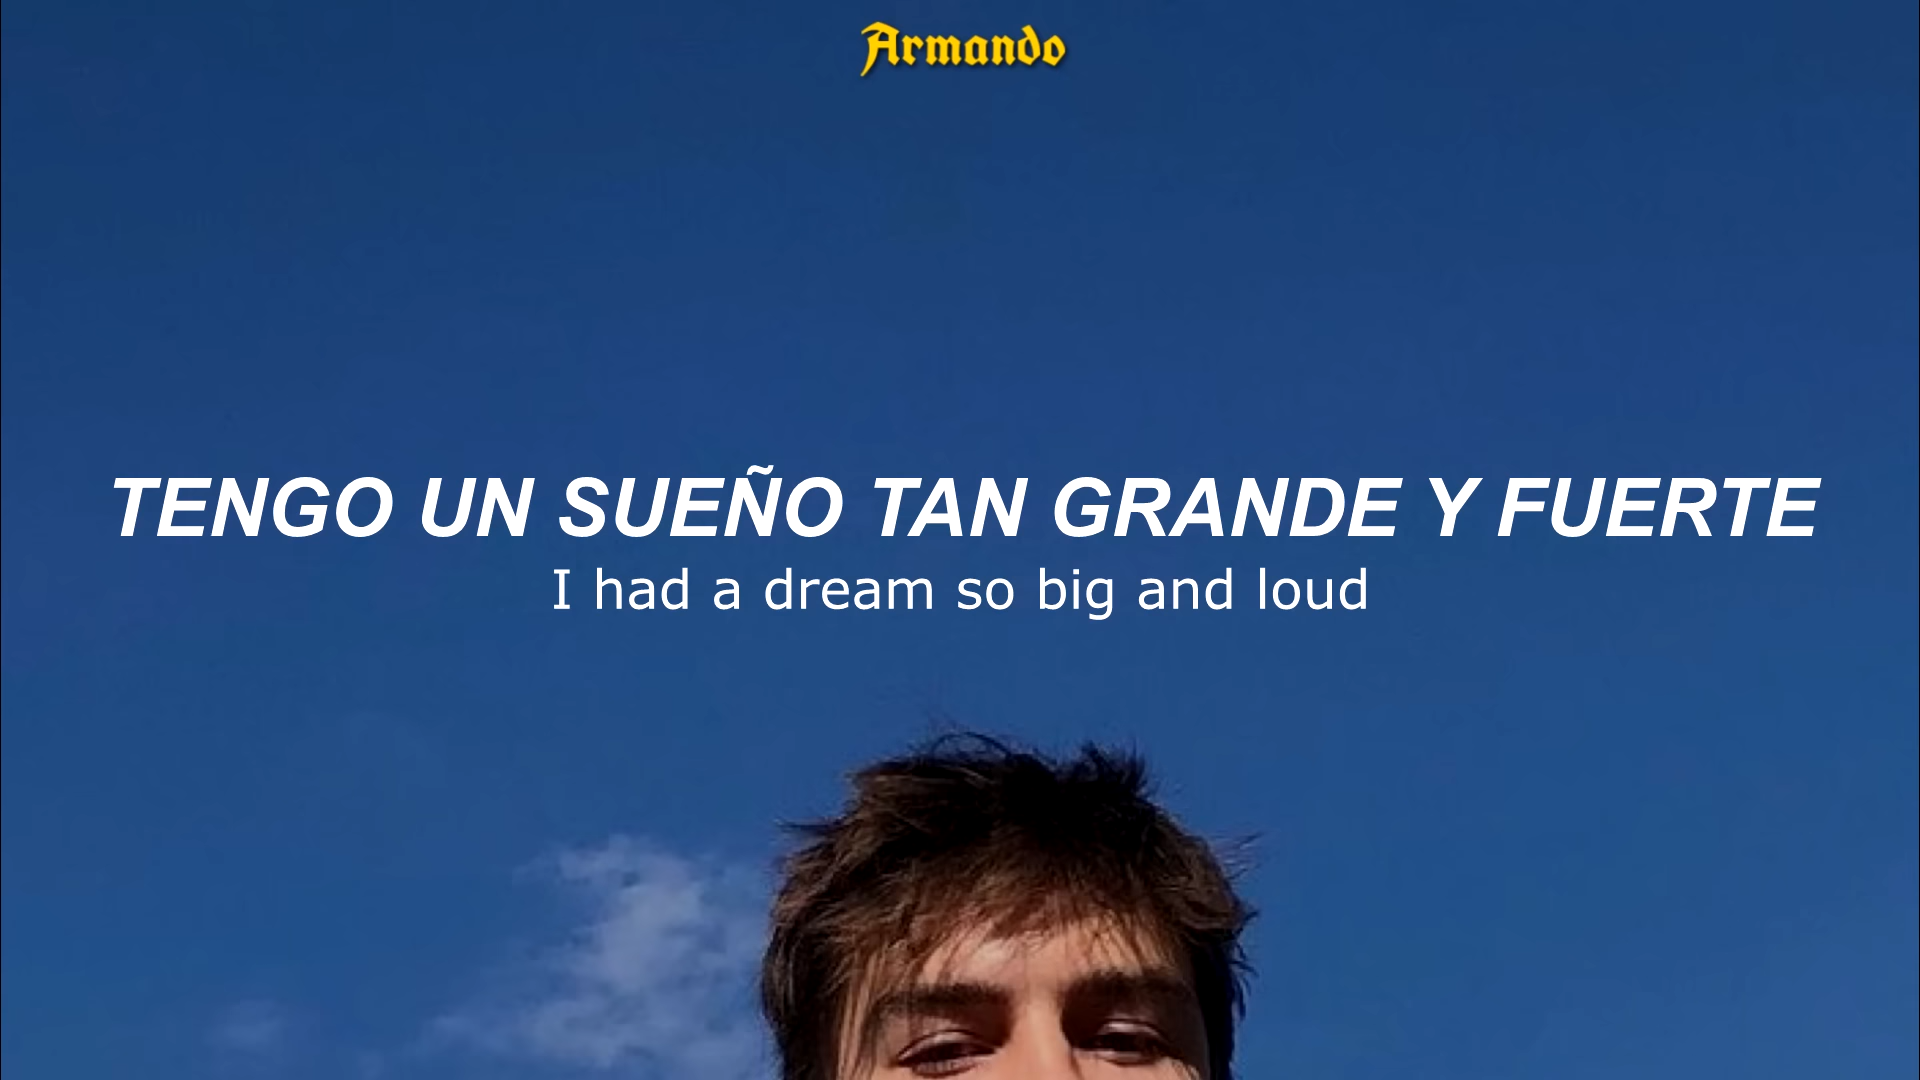 Armando
TENGO UN SUEÑO TAN GRANDE Y FUERTE
I had a dream so big and loud